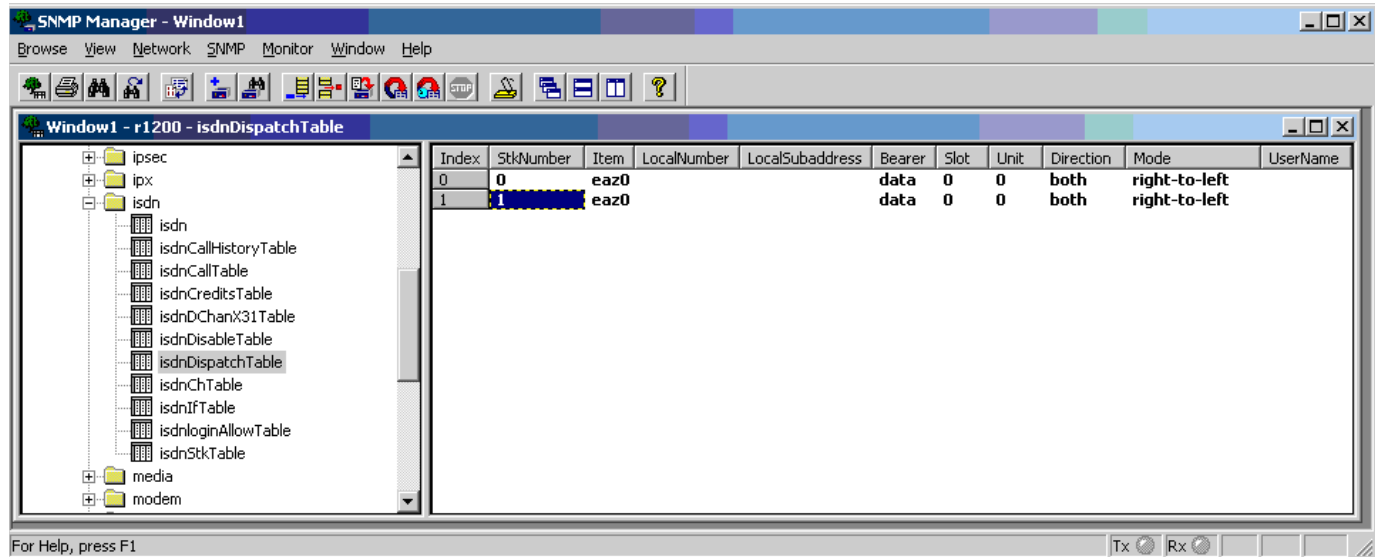 SNMP Manager - Window1
Browse View Network SNMP Monitor Window Help
STOP
Window1 - r1200 - isdnDispatchTable
ipsec
ipx
isdn
isdn
isdnCallHistoryTable
isdnCallTable
isdnCreditsTable
isdnDChanX31Table
isdnDisableTable
isdnDispatchTable
isdnChTable
isdnIfTable
isdnloginAllowTable
isdnStkTable
media
modem
Index StkNumber Item LocalNumber LocalSubaddress Bearer Slot Unit Direction Mode UserName
0 0 eaz0 data 0 0 both right-to-left
1 1 eaz0 data 0 0 both right-to-left
For Help, press F1
Tx Rx